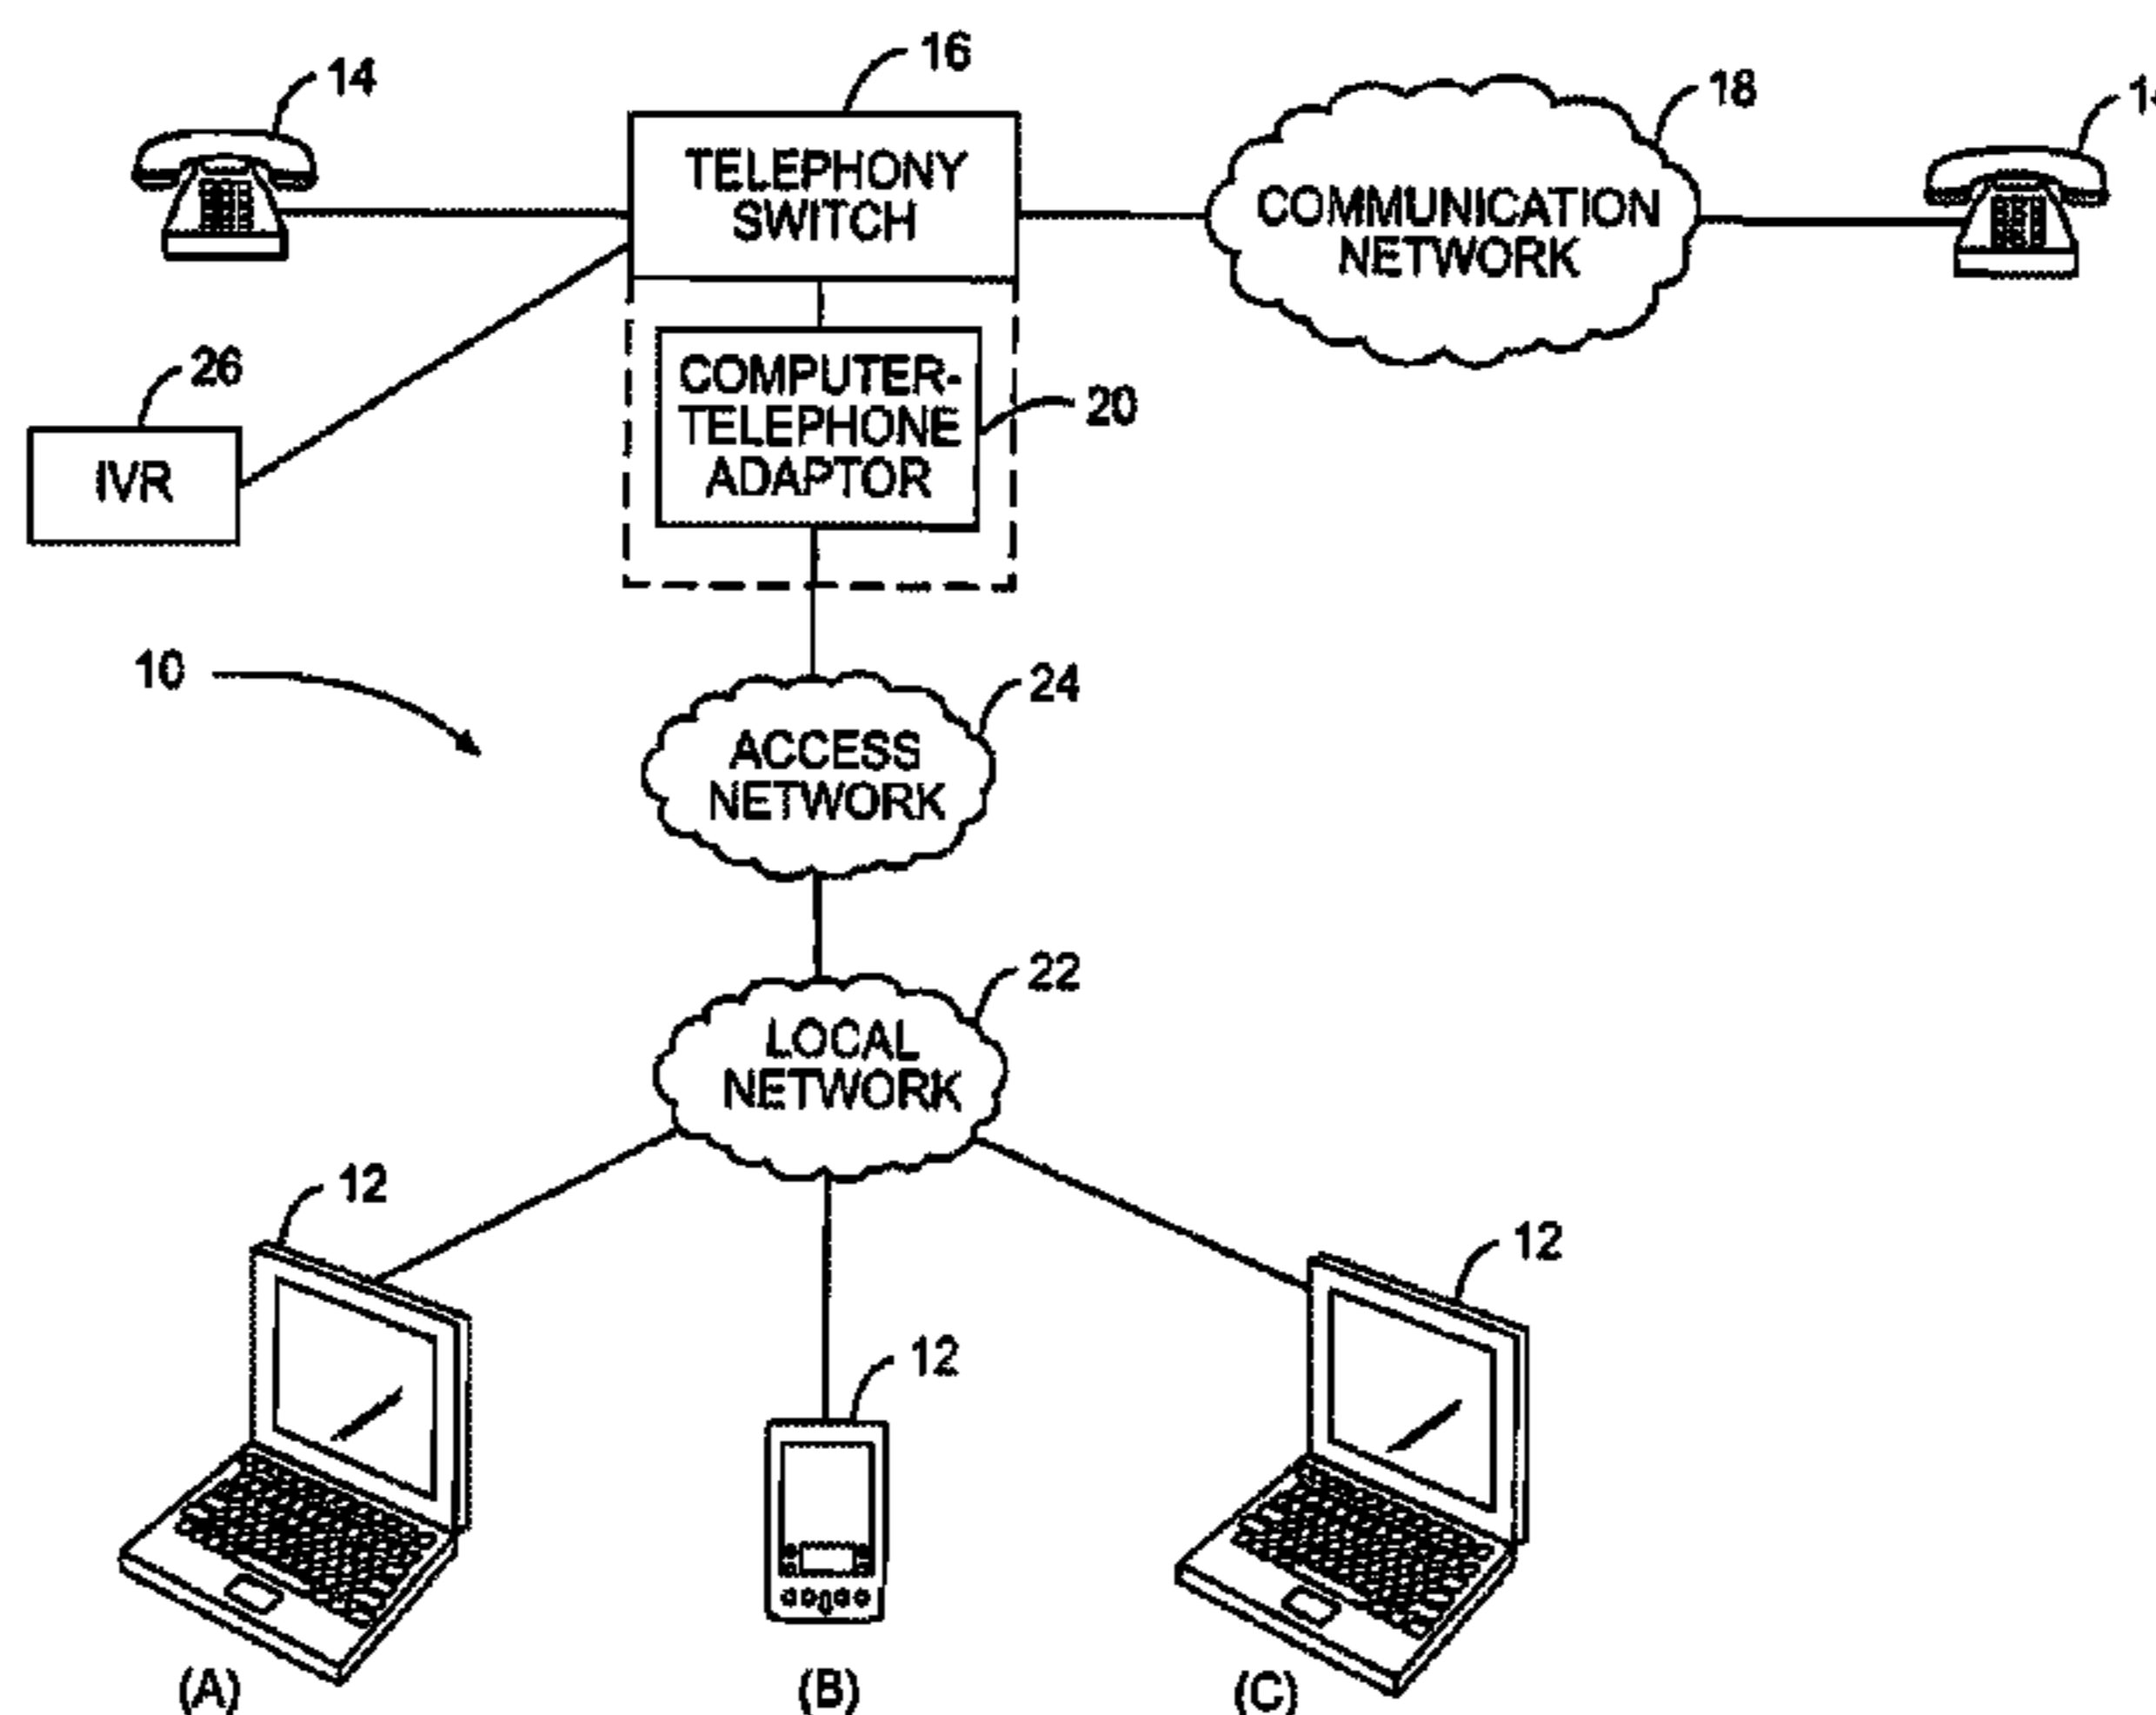 14
16
18
TELEPHONY
SWITCH
COMMUNICATION
NETWORK
26
IVR
COMPUTER-
TELEPHONE
ADAPTOR
20
10
24
ACCESS
NETWORK
22
LOCAL
NETWORK
12
12
12
(A)
(B)
(C)